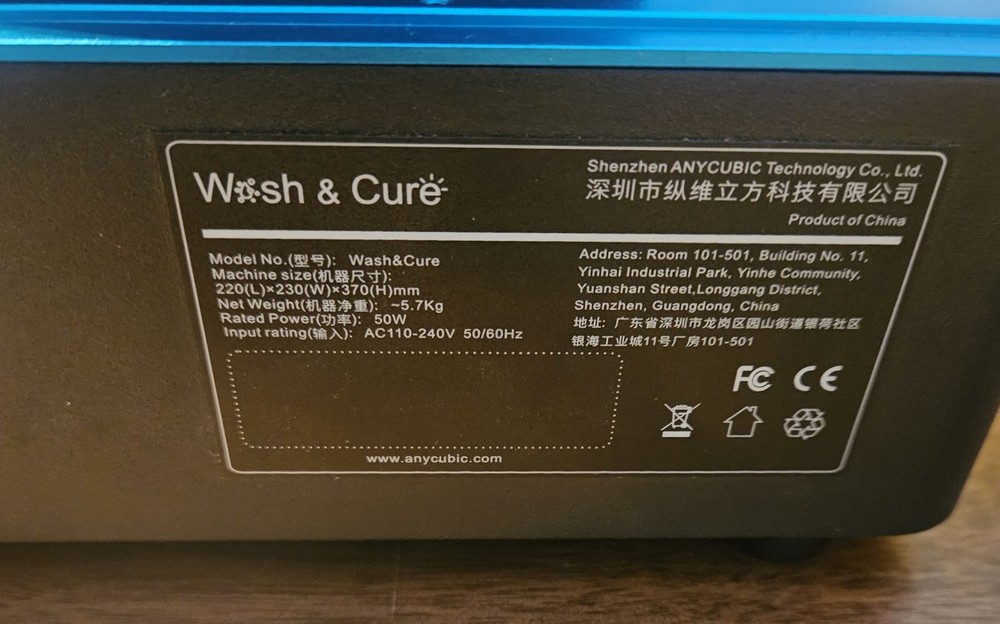 Wash & Cure
Shenzhen ANYCUBIC Technology Co., Ltd.
深圳市纵维立方科技有限公司
Product of China
Model No.(型号): Wash&Cure
Machine size(机器尺寸):
220(L)×230(W)×370(H)mm
Net Weight(机器净重): ~5.7Kg
Rated Power(功率): 50W
Input rating(输入): AC110-240V 50/60Hz
Address: Room 101-501, Building No. 11,
Yinhai Industrial Park, Yinhe Community,
Yuanshan Street,Longgang District,
Shenzhen, Guangdong, China
地址: 广东省深圳市龙岗区园山街道银荷社区
银海工业城11号厂房101-501
FC CE
www.anycubic.com